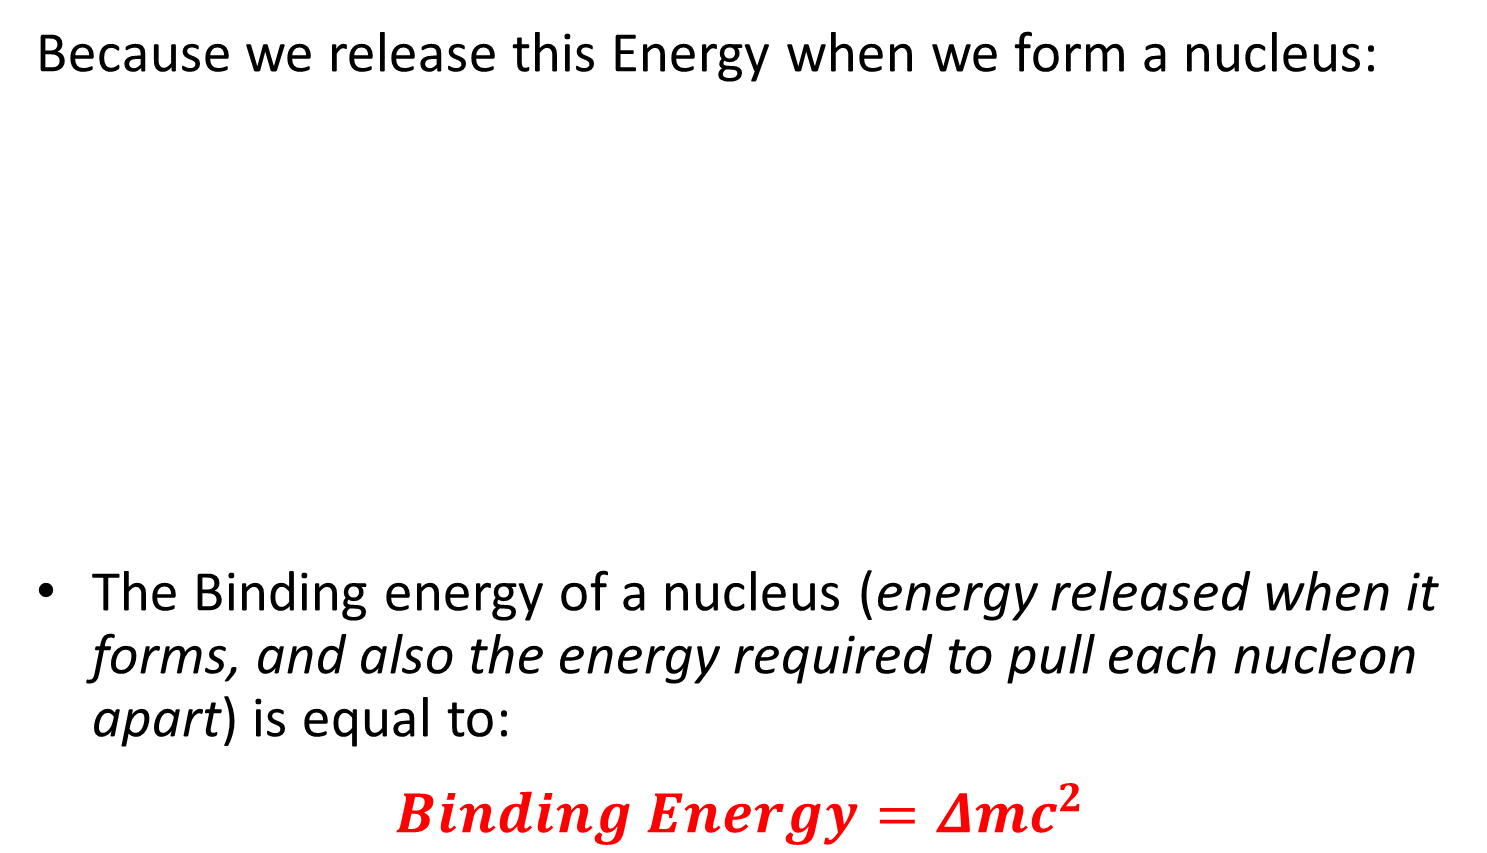 Because we release this Energy when we form a nucleus:
• The Binding energy of a nucleus (energy released when it
forms, and also the energy required to pull each nucleon
apart) is equal to:
Binding Energy = Δmc²